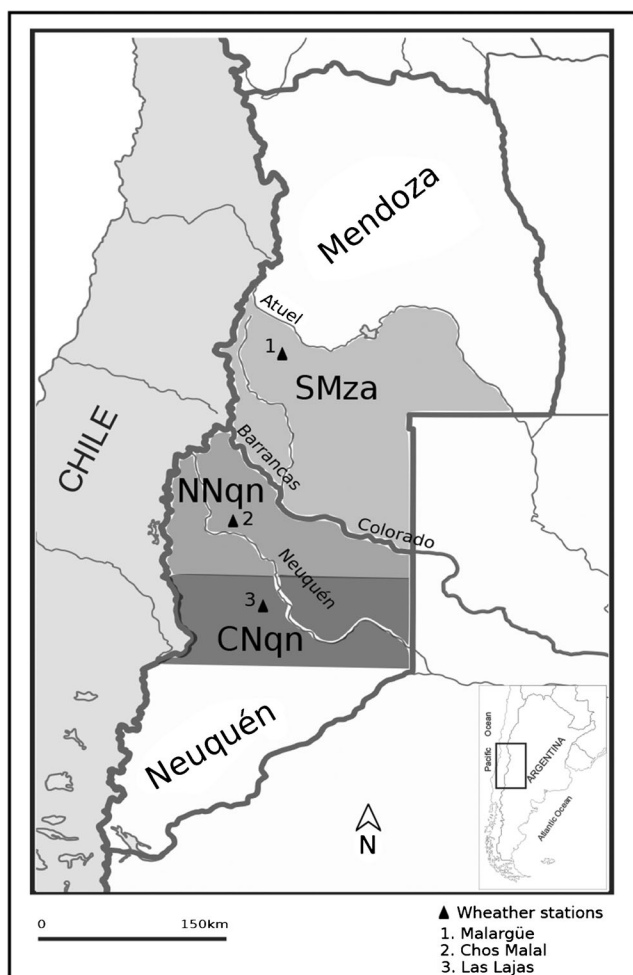 Mendoza
Atuel
1
SMza
CHILE
Barrancas
NNqn
2
Colorado
Neuquén
3
CNqn
Neuquén
Pacific Ocean
ARGENTINA
Atlantic Ocean
N
0 150km
Wheather stations
1. Malargüe
2. Chos Malal
3. Las Lajas